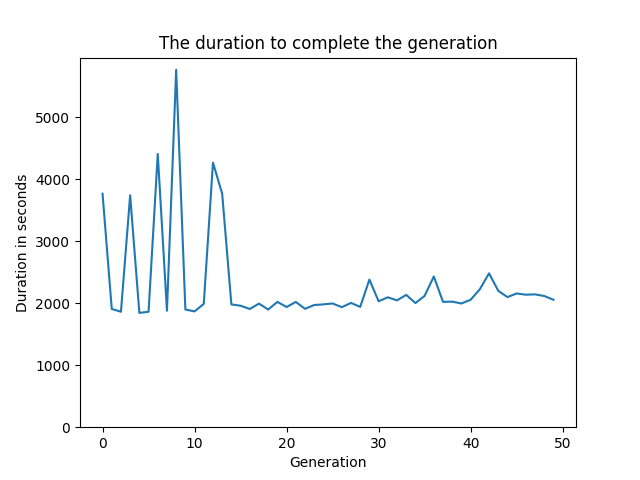 The duration to complete the generation
Duration in seconds
5000
4000
3000
2000
1000
0
0 10 20 30 40 50
Generation